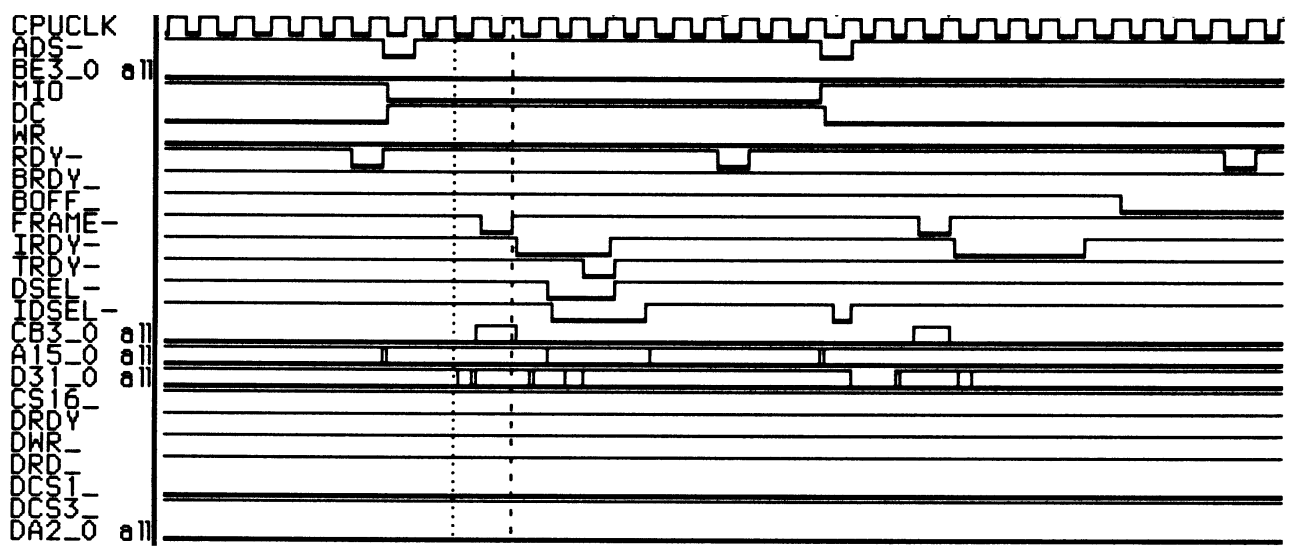 CPUCLK
ADS-
BE3_0 all
MIO
DC
WR
RDY-
BRDY_
BOFF_
FRAME-
IRDY-
TRDY-
DSEL-
IDSEL-
CB3_0 all
A15_0 all
D31_0 all
CS16_
DRDY
DWR_
DRD_
DCS1_
DCS3_
DA2_0 all